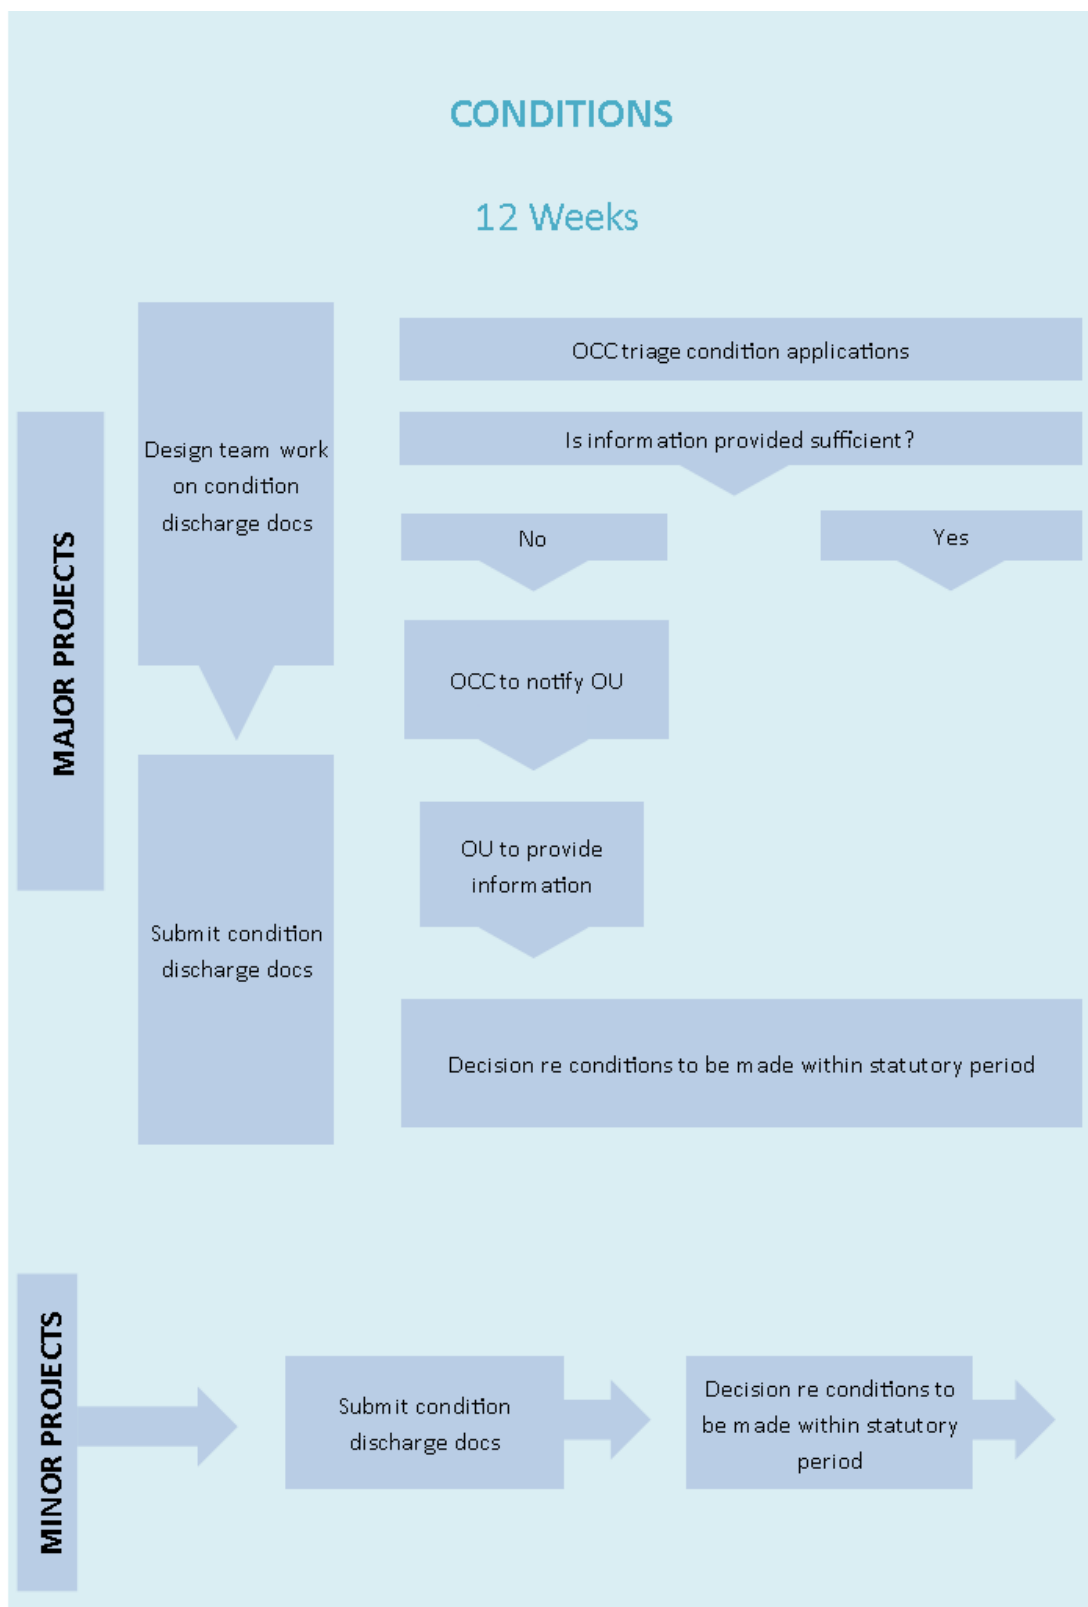 CONDITIONS
12 Weeks
MAJOR PROJECTS
Design team work
on condition
discharge docs
Submit condition
discharge docs
OCC triage condition applications
Is information provided sufficient?
No
Yes
OCC to notify OU
OU to provide
information
Decision re conditions to be made within statutory period
MINOR PROJECTS
Submit condition
discharge docs
Decision re conditions to
be made within statutory
period